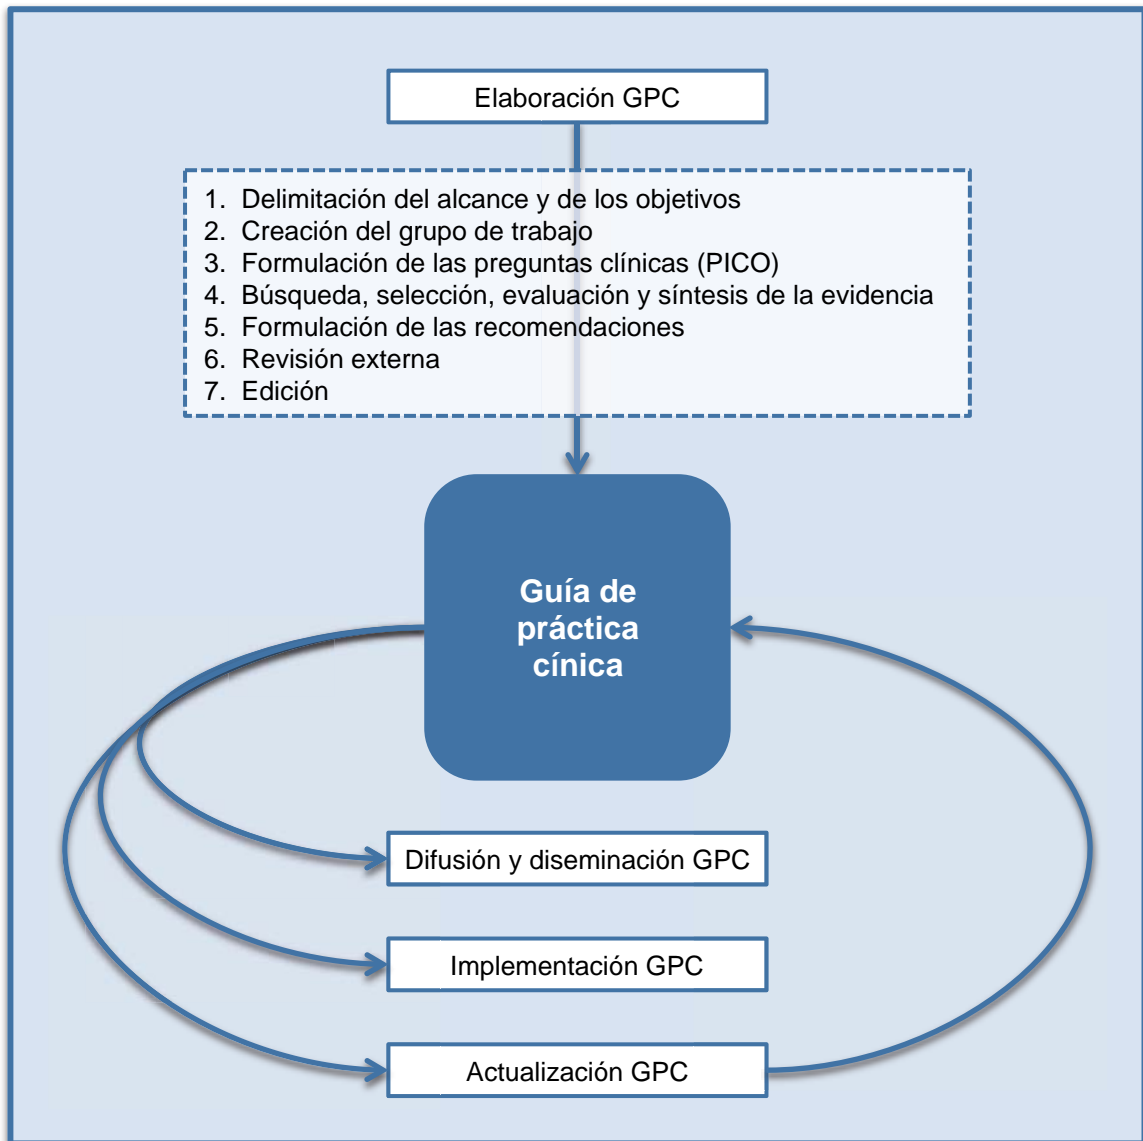 Elaboración GPC
1. Delimitación del alcance y de los objetivos
2. Creación del grupo de trabajo
3. Formulación de las preguntas clínicas (PICO)
4. Búsqueda, selección, evaluación y síntesis de la evidencia
5. Formulación de las recomendaciones
6. Revisión externa
7. Edición
Guía de
práctica
cínica
Difusión y diseminación GPC
Implementación GPC
Actualización GPC